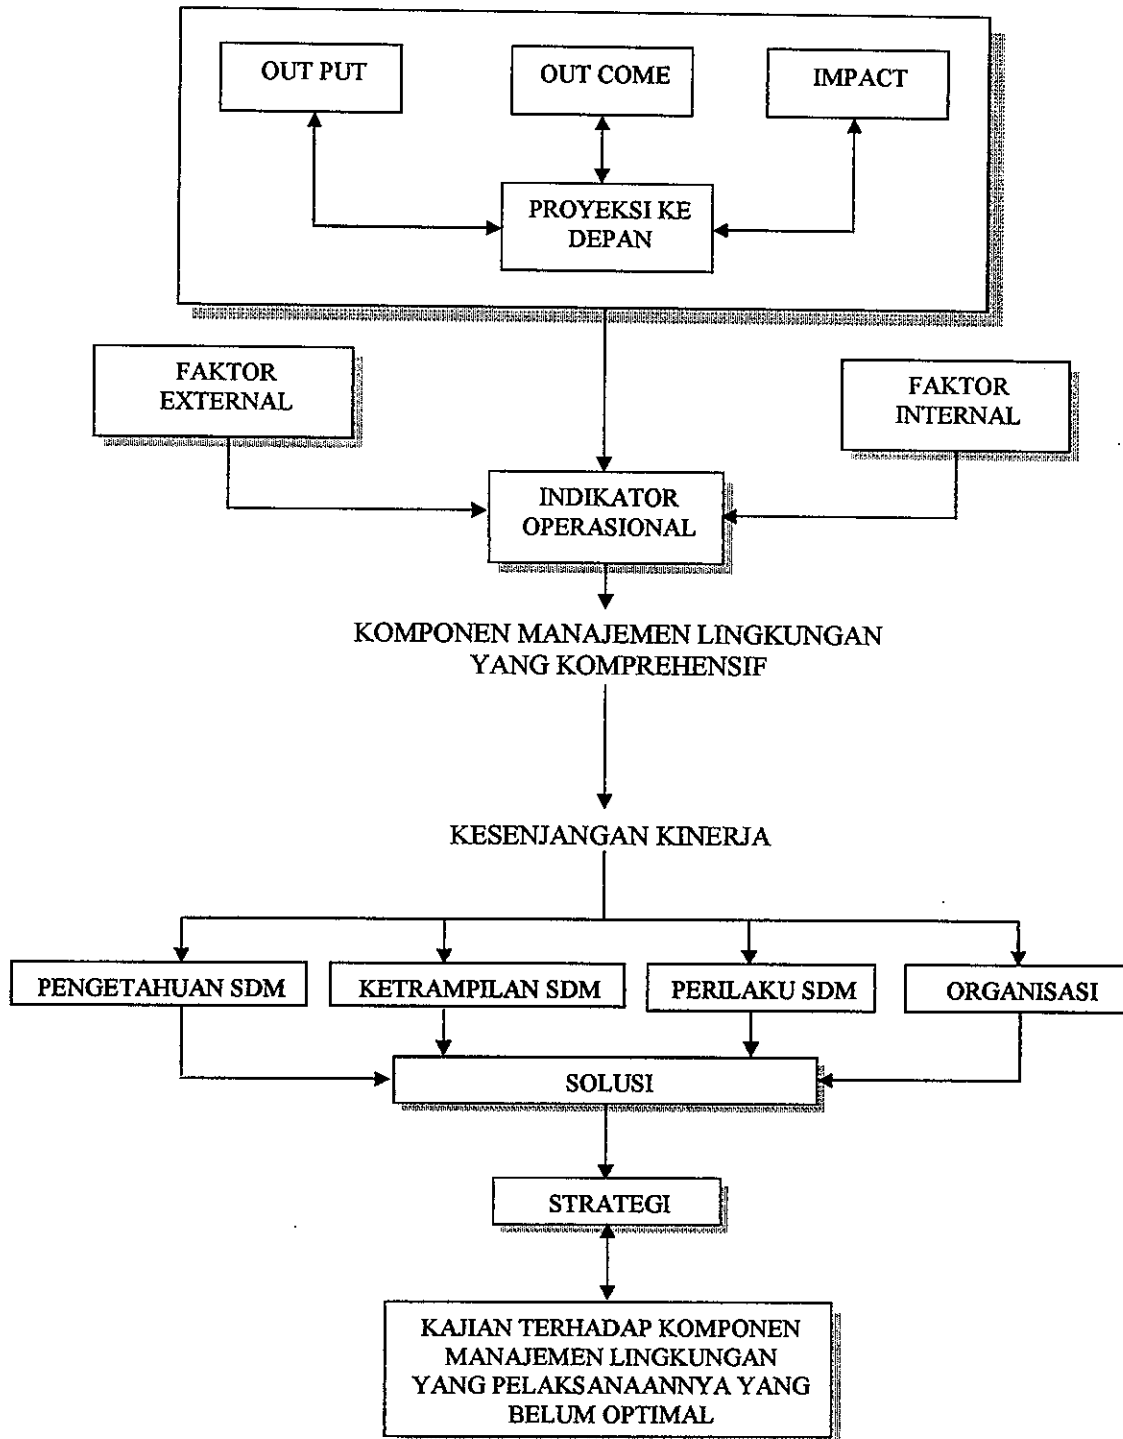 OUT PUT
OUT COME
IMPACT
PROYEKSI KE
DEPAN
FAKTOR
EXTERNAL
FAKTOR
INTERNAL
INDIKATOR
OPERASIONAL
KOMPONEN MANAJEMEN LINGKUNGAN
YANG KOMPREHENSIF
KESENJANGAN KINERJA
PENGETAHUAN SDM
KETRAMPILAN SDM
PERILAKU SDM
ORGANISASI
SOLUSI
STRATEGI
KAJIAN TERHADAP KOMPONEN
MANAJEMEN LINGKUNGAN
YANG PELAKSANAANNYA YANG
BELUM OPTIMAL